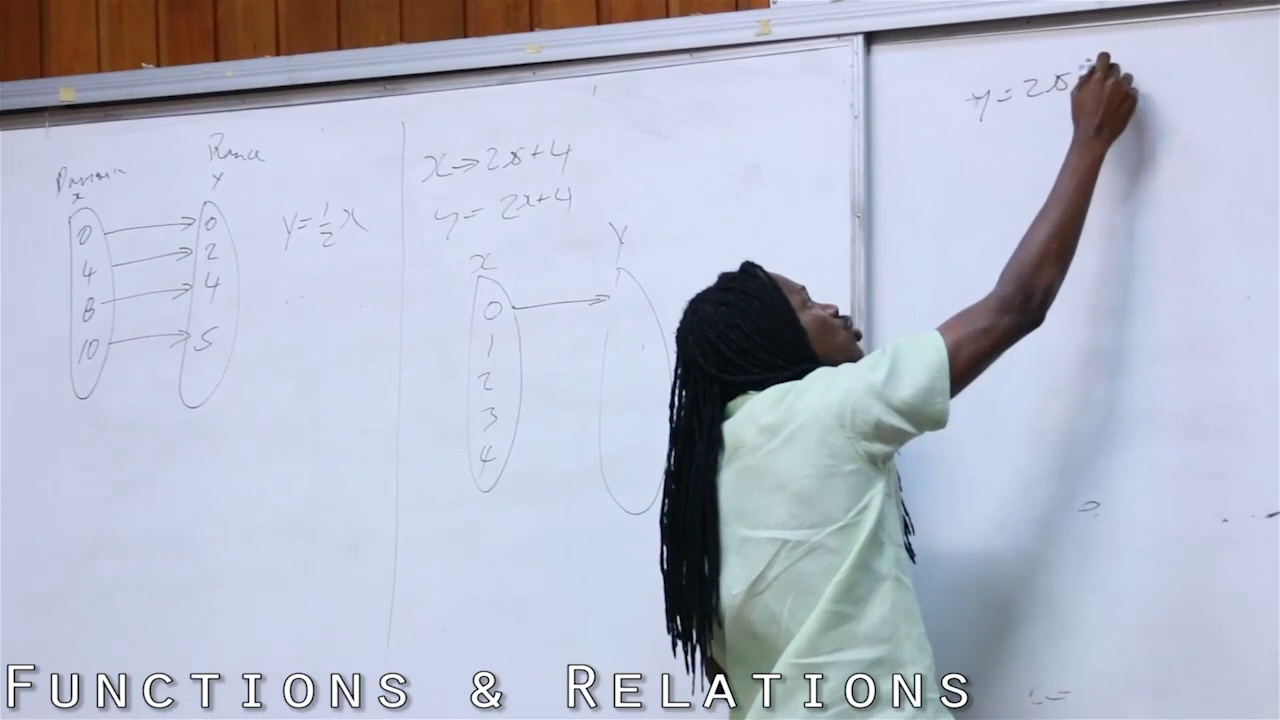 Domain
Range
x
y
0
4
8
10
0
2
4
5
y = 1/2 x
x → 2x + 4
y = 2x + 4
x
y
0
1
2
3
4
y = 2x
FUNCTIONS & RELATIONS